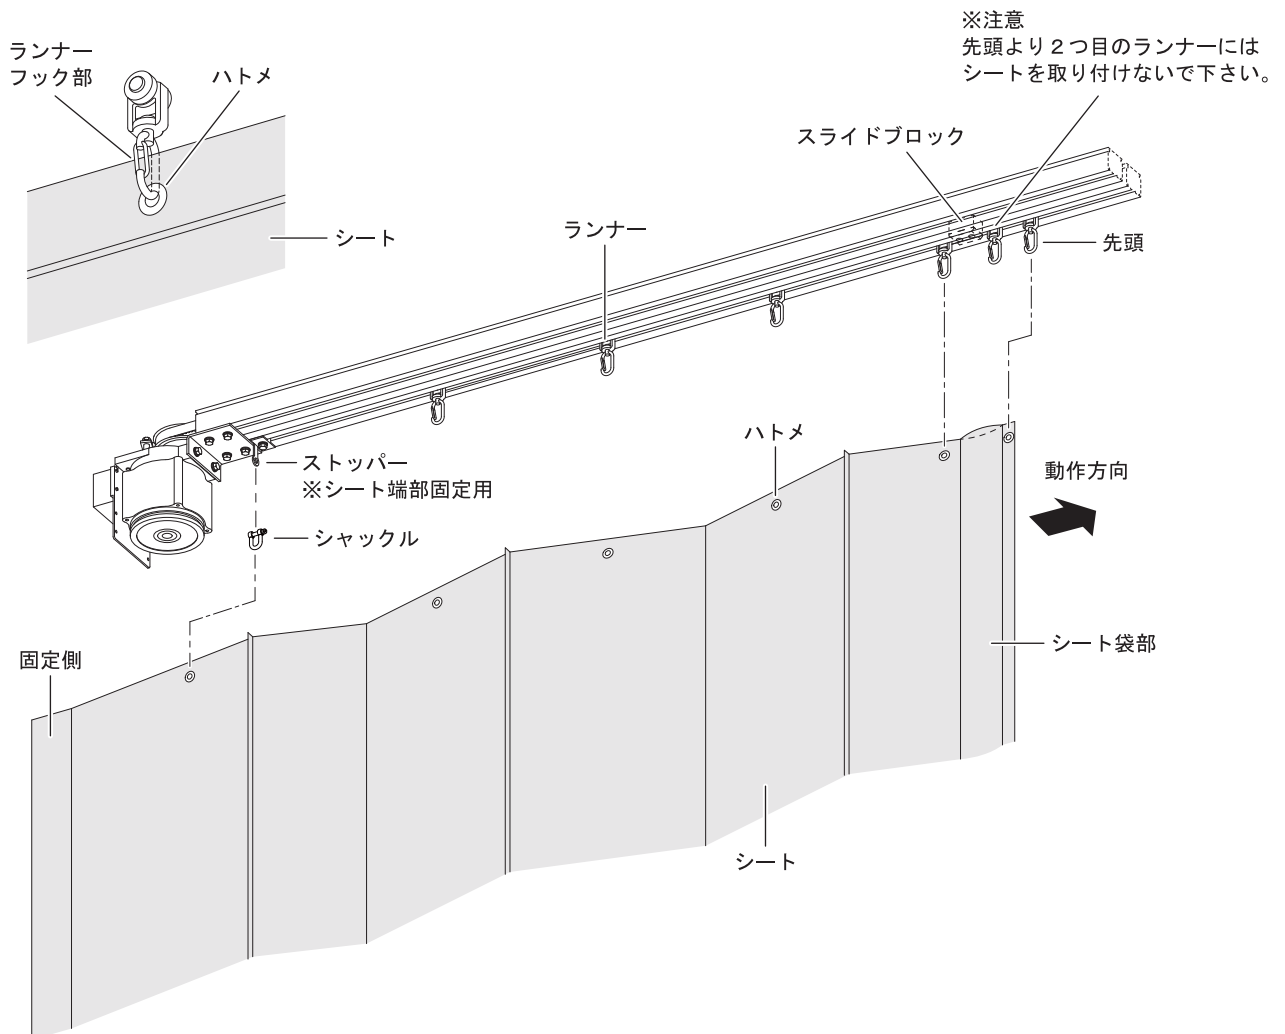 ※注意
先頭より2つ目のランナーには
シートを取り付けないで下さい。
ランナー
フック部
ハトメ
スライドブロック
シート
ランナー
先頭
ハトメ
ストッパー
※シート端部固定用
動作方向
シャックル
固定側
シート袋部
シート